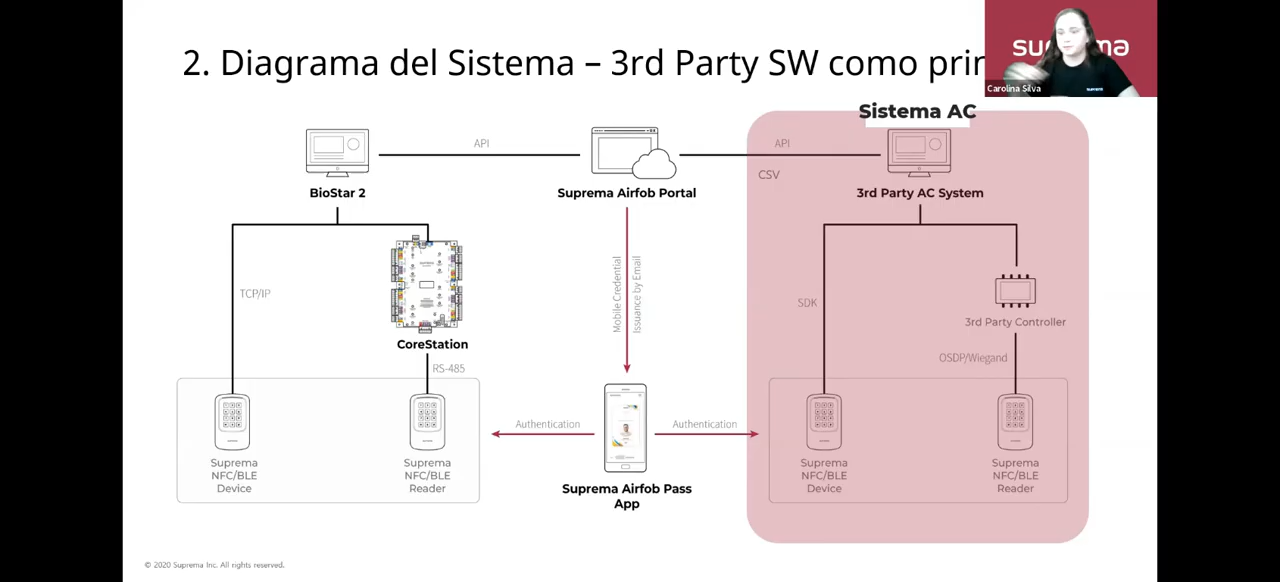 2. Diagrama del Sistema – 3rd Party SW como
Carolina Silva
Sistema AC
API
API
CSV
BioStar 2
Suprema Airfob Portal
3rd Party AC System
TCP/IP
Mobile Credential
Issuance by Email
SDK
3rd Party Controller
CoreStation
RS-485
OSDP/Wiegand
Authentication
Authentication
Suprema
NFC/BLE
Device
Suprema
NFC/BLE
Reader
Suprema Airfob Pass
App
Suprema
NFC/BLE
Device
Suprema
NFC/BLE
Reader
© 2020 Suprema Inc. All rights reserved.